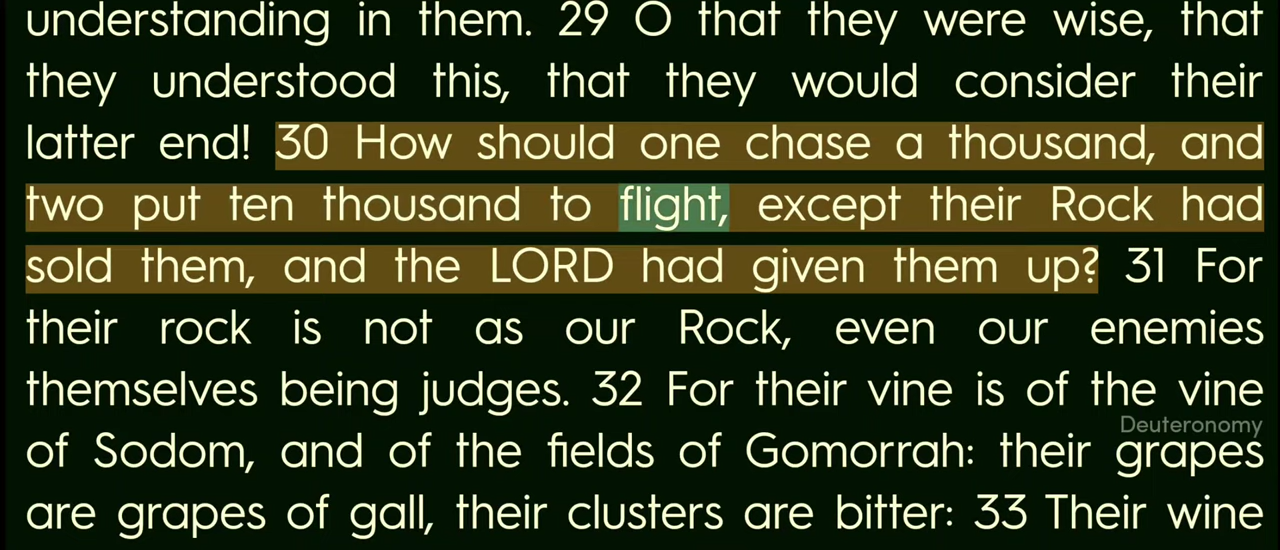 understanding in them. 29 O that they were wise, that
they understood this, that they would consider their
latter end! 30 How should one chase a thousand, and
two put ten thousand to flight, except their Rock had
sold them, and the LORD had given them up? 31 For
their rock is not as our Rock, even our enemies
themselves being judges. 32 For their vine is of the vine
Deuteronomy
of Sodom, and of the fields of Gomorrah: their grapes
are grapes of gall, their clusters are bitter: 33 Their wine